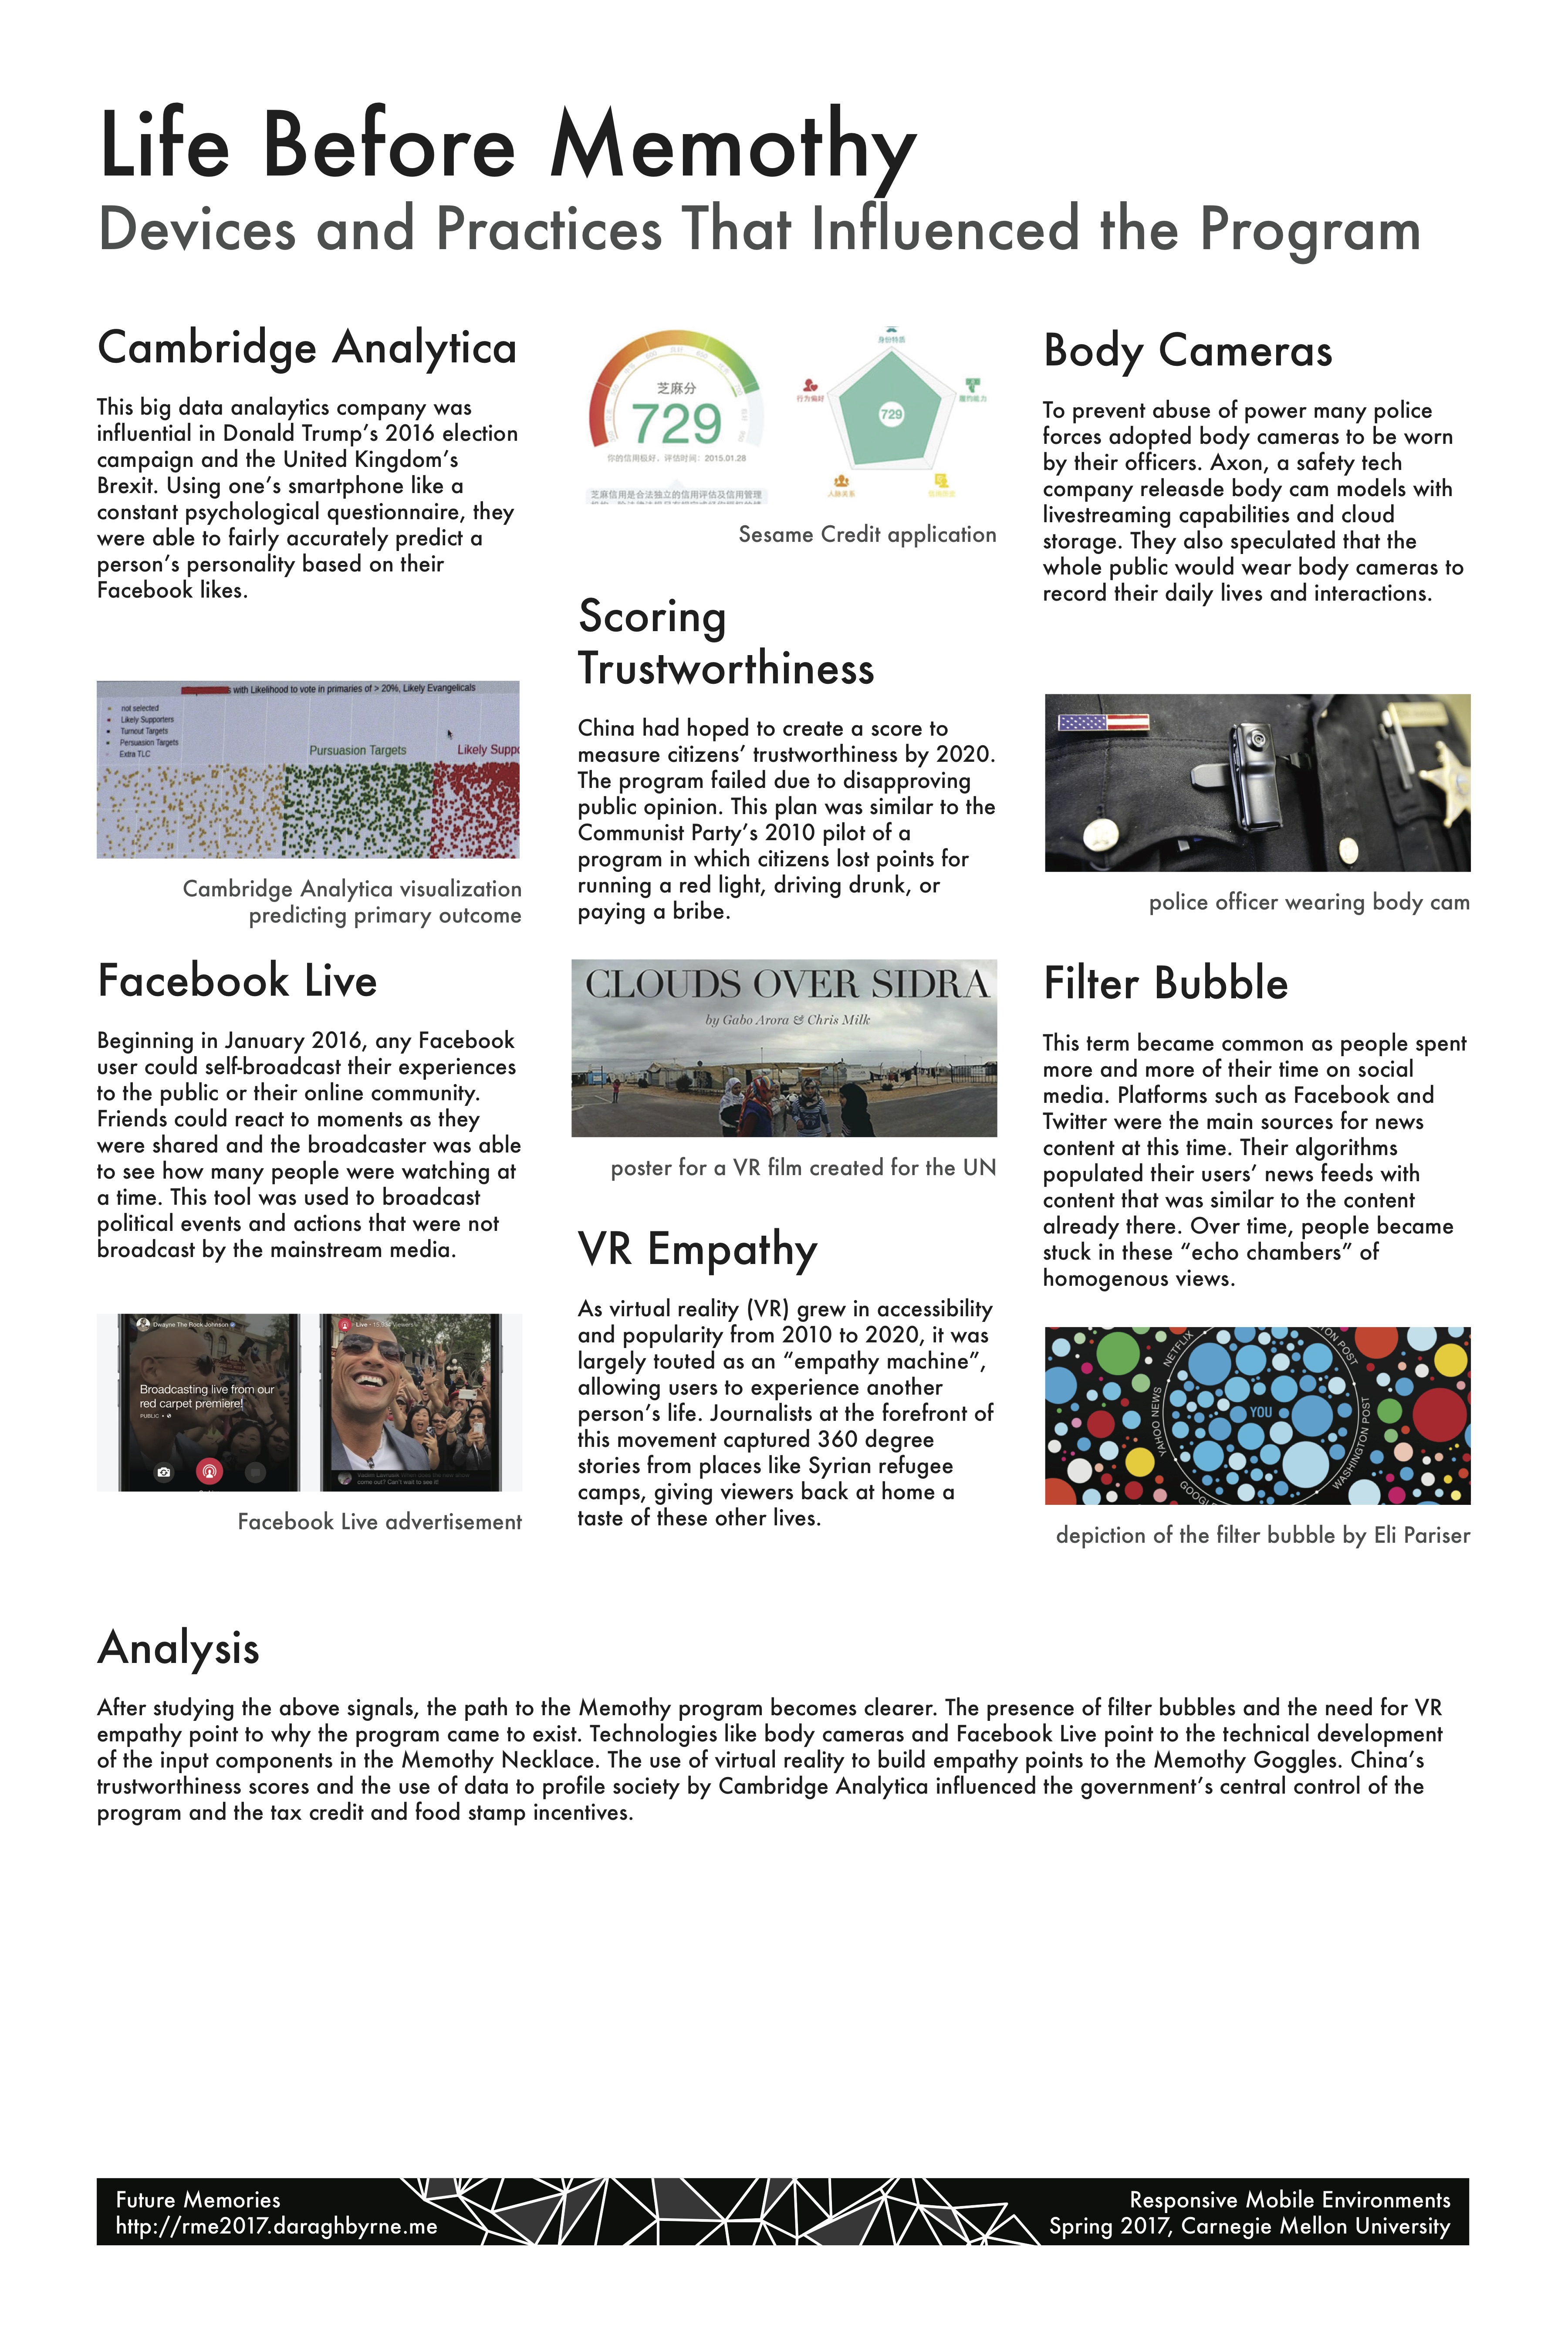 Life Before Memothy
Devices and Practices That Influenced the Program
Cambridge Analytica
This big data analaytics company was
influential in Donald Trump's 2016 election
campaign and the United Kingdom's
Brexit. Using one's smartphone like a
constant psychological questionnaire, they
were able to fairly accurately predict a
person's personality based on their
Facebook likes.
with Likelihood to vote in primaries of > 20%, Likely Evangelicals
not selected
Likely Supporters
Turnout Targets
Persuasion Targets
Extra TLC
Pursuasion Targets
Likely Suppo
Cambridge Analytica visualization
predicting primary outcome
Facebook Live
Beginning in January 2016, any Facebook
user could self-broadcast their experiences
to the public or their online community.
Friends could react to moments as they
were shared and the broadcaster was able
to see how many people were watching at
a time. This tool was used to broadcast
political events and actions that were not
broadcast by the mainstream media.
Dwayne The Rock Johnson
Broadcasting live from our
red carpet premiere!
PUBLIC
Live
Viewers
come out? Can't wait to see it!
Facebook Live advertisement
芝麻分
729
你的信用极好，评估时间：2015.01.28
芝麻信用是合法独立的信用评估及信用管理
身份特质
行为偏好
履约能力
729
人脉关系
Sesame Credit application
Scoring
Trustworthiness
China had hoped to create a score to
measure citizens' trustworthiness by 2020.
The program failed due to disapproving
public opinion. This plan was similar to the
Communist Party's 2010 pilot of a
program in which citizens lost points for
running a red light, driving drunk, or
paying a bribe.
CLOUDS OVER SIDRA
by Gabo Arora & Chris Milk
poster for a VR film created for the UN
VR Empathy
As virtual reality (VR) grew in accessibility
and popularity from 2010 to 2020, it was
largely touted as an “empathy machine”,
allowing users to experience another
person's life. Journalists at the forefront of
this movement captured 360 degree
stories from places like Syrian refugee
camps, giving viewers back at home a
taste of these other lives.
Body Cameras
To prevent abuse of power many police
forces adopted body cameras to be worn
by their officers. Axon, a safety tech
company releasde body cam models with
livestreaming capabilities and cloud
storage. They also speculated that the
whole public would wear body cameras to
record their daily lives and interactions.
police officer wearing body cam
Filter Bubble
This term became common as people spent
more and more of their time on social
media. Platforms such as Facebook and
Twitter were the main sources for news
content at this time. Their algorithms
populated their users' news feeds with
content that was similar to the content
already there. Over time, people became
stuck in these “echo chambers” of
homogenous views.
NETFLIX
TON POST
YAHOO NEWS
YOU
WASHINGTON POST
GOOGL
depiction of the filter bubble by Eli Pariser
Analysis
After studying the above signals, the path to the Memothy program becomes clearer. The presence of filter bubbles and the need for VR
empathy point to why the program came to exist. Technologies like body cameras and Facebook Live point to the technical development
of the input components in the Memothy Necklace. The use of virtual reality to build empathy points to the Memothy Goggles. China's
trustworthiness scores and the use of data to profile society by Cambridge Analytica influenced the government's central control of the
program and the tax credit and food stamp incentives.
Future Memories
http://rme2017.daraghbyrne.me
Responsive Mobile Environments
Spring 2017, Carnegie Mellon University